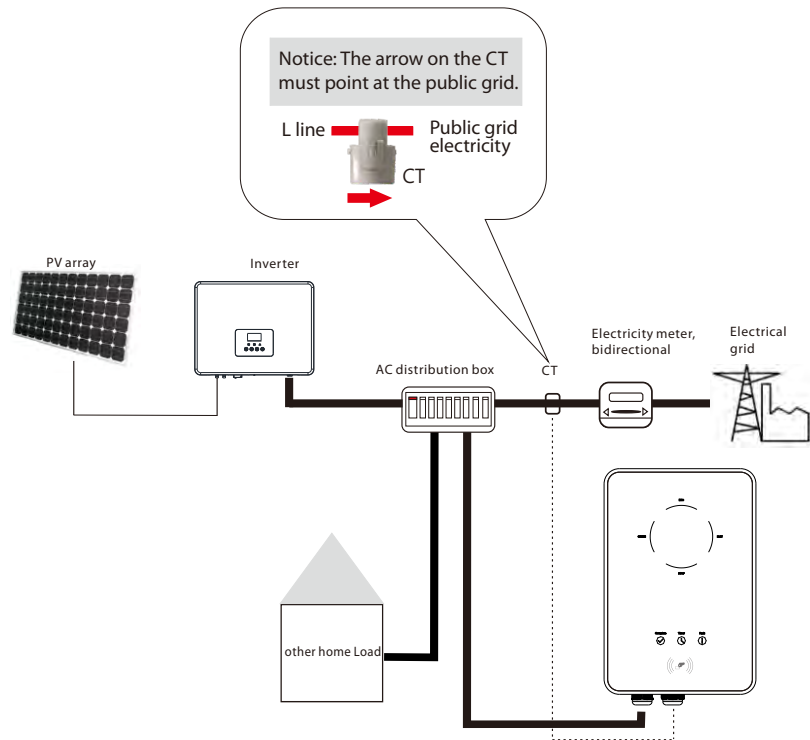 Notice: The arrow on the CT
must point at the public grid.
L line
Public grid
electricity
CT
PV array
Inverter
Electricity meter,
bidirectional
Electrical
grid
AC distribution box
CT
other home Load